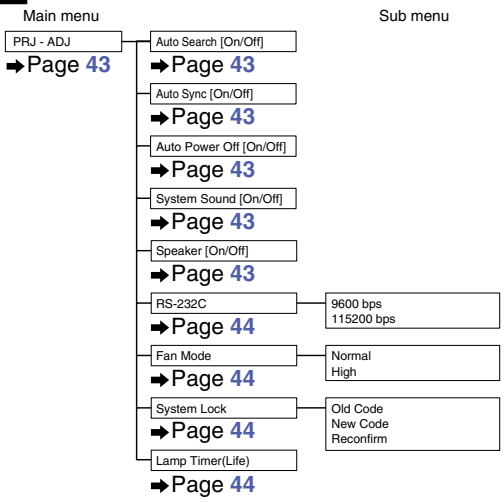 Main menu
Sub menu
PRJ - ADJ
➡Page 43
Auto Search [On/Off]
➡Page 43
Auto Sync [On/Off]
➡Page 43
Auto Power Off [On/Off]
➡Page 43
System Sound [On/Off]
➡Page 43
Speaker [On/Off]
➡Page 43
RS-232C
➡Page 44
9600 bps
115200 bps
Fan Mode
➡Page 44
Normal
High
System Lock
➡Page 44
Old Code
New Code
Reconfirm
Lamp Timer(Life)
➡Page 44